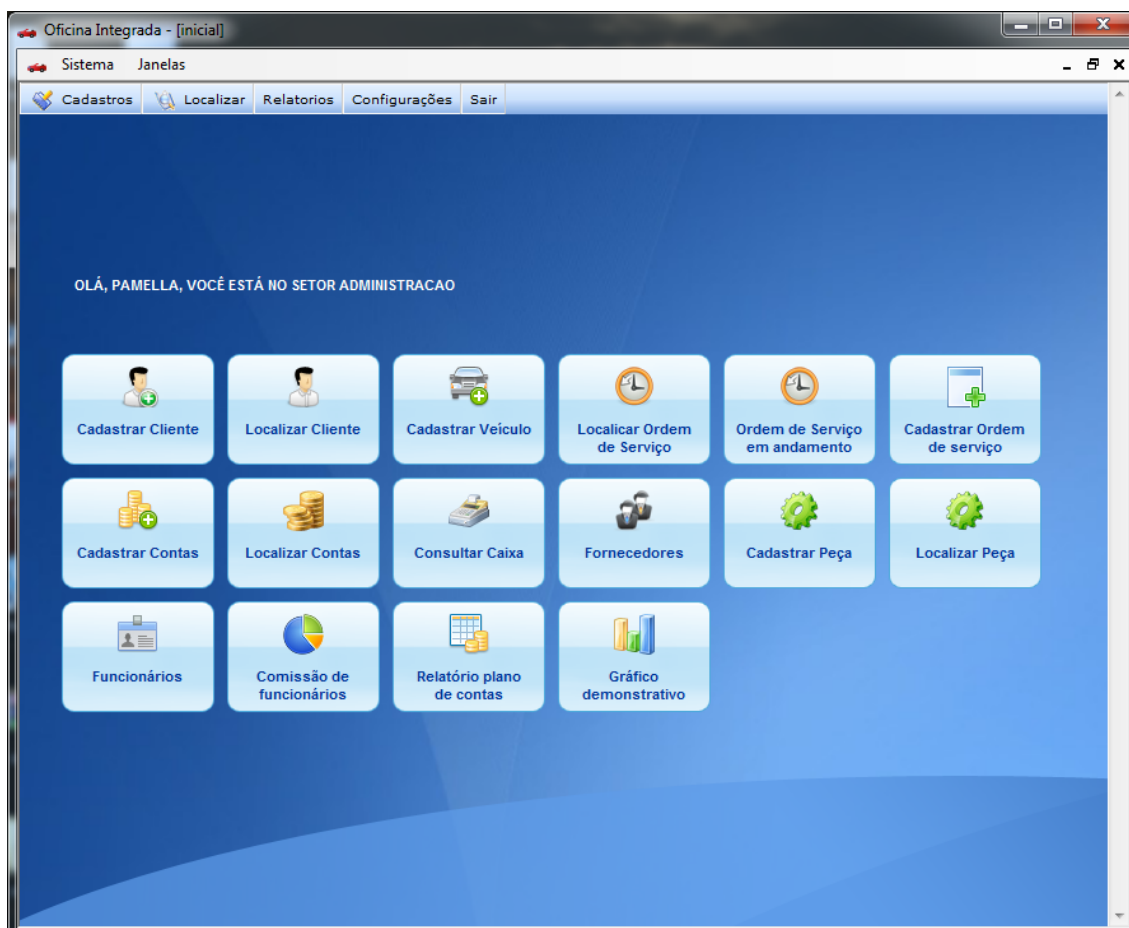 Oficina Integrada - [inicial]
Sistema Janelas
Cadastros Localizar Relatorios Configurações Sair
OLÁ, PAMELLA, VOCÊ ESTÁ NO SETOR ADMINISTRACAO
Cadastrar Cliente
Localizar Cliente
Cadastrar Veículo
Localicar Ordem
de Serviço
Ordem de Serviço
em andamento
Cadastrar Ordem
de serviço
Cadastrar Contas
Localizar Contas
Consultar Caixa
Fornecedores
Cadastrar Peça
Localizar Peça
Funcionários
Comissão de
funcionários
Relatório plano
de contas
Gráfico
demonstrativo